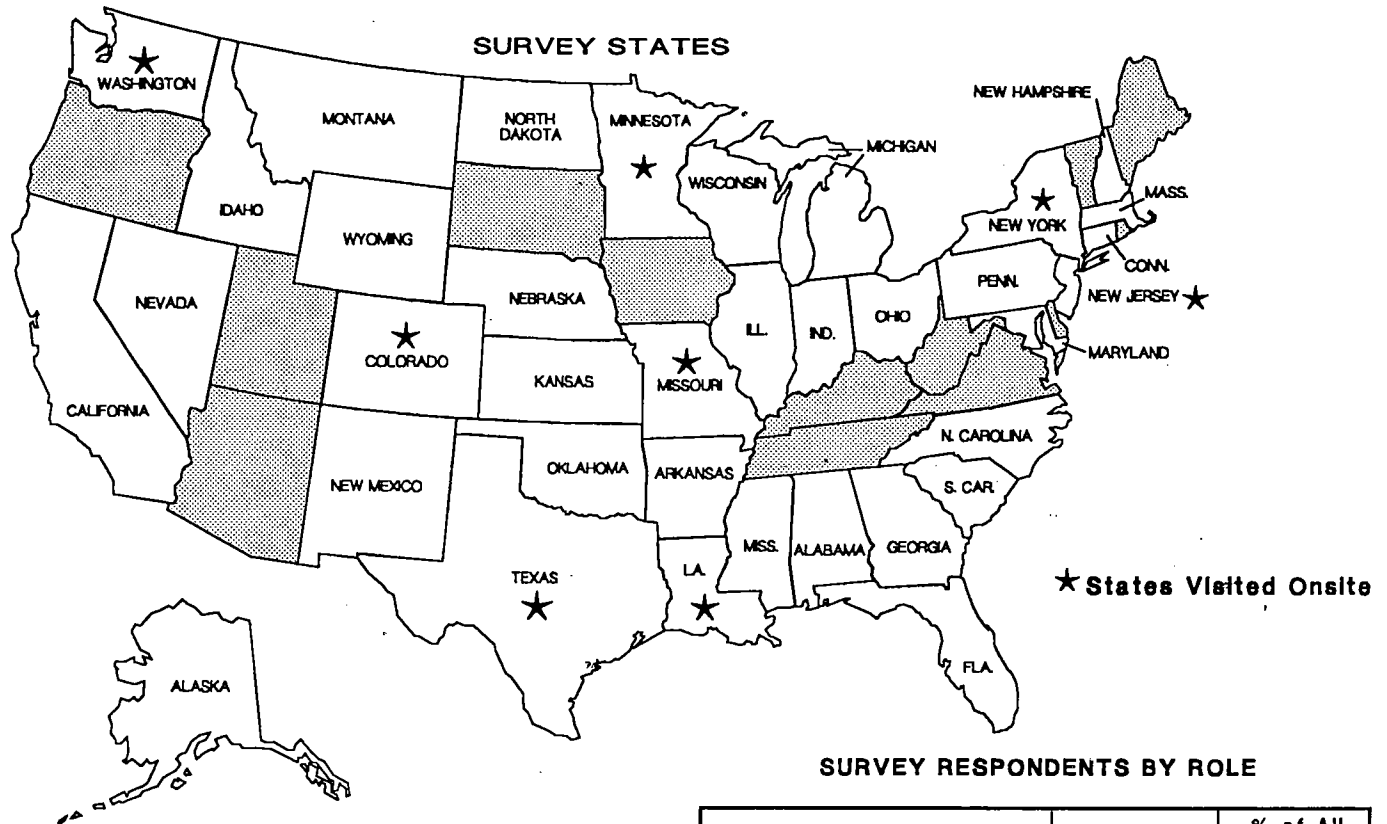 SURVEY STATES
WASHINGTON
MONTANA
NORTH
DAKOTA
MINNESOTA
NEW HAMPSHIRE
MICHIGAN
WISCONSIN
MASS.
IDAHO
WYOMING
NEW YORK
CONN.
NEVADA
NEBRASKA
PENN.
NEW JERSEY
ILL.
IND.
OHIO
COLORADO
MARYLAND
KANSAS
MISSOURI
CALIFORNIA
N. CAROLINA
OKLAHOMA
ARKANSAS
NEW MEXICO
S. CAR.
MISS.
ALABAMA
GEORGIA
LA.
TEXAS
States Visited Onsite
FLA.
ALASKA
SURVEY RESPONDENTS BY ROLE
% of All